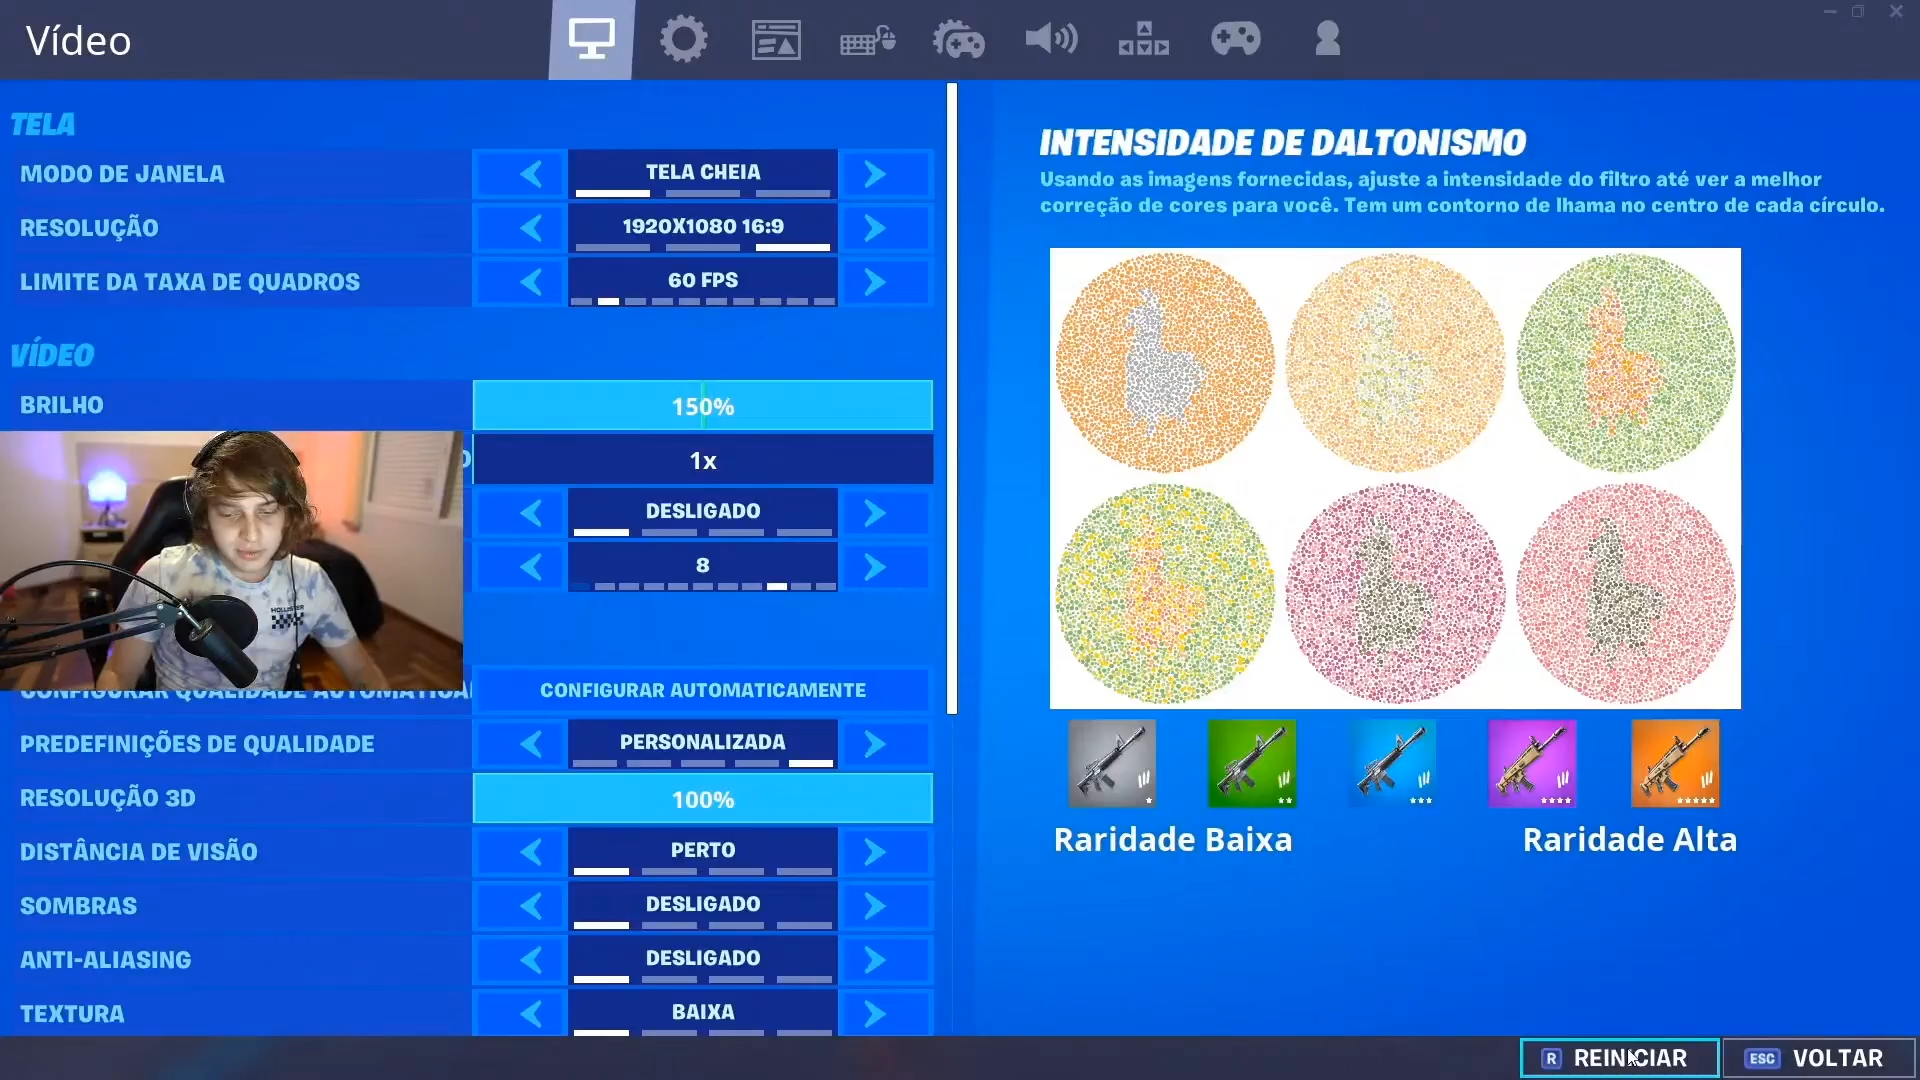 Vídeo
TELA
MODO DE JANELA
TELA CHEIA
RESOLUÇÃO
1920X1080 16:9
LIMITE DA TAXA DE QUADROS
60 FPS
VÍDEO
BRILHO
150%
1x
DESLIGADO
8
CONFIGURAR QUALIDADE AUTOMATICA
CONFIGURAR AUTOMATICAMENTE
PREDEFINIÇÕES DE QUALIDADE
PERSONALIZADA
RESOLUÇÃO 3D
100%
DISTÂNCIA DE VISÃO
PERTO
SOMBRAS
DESLIGADO
ANTI-ALIASING
DESLIGADO
TEXTURA
BAIXA
INTENSIDADE DE DALTONISMO
Usando as imagens fornecidas, ajuste a intensidade do filtro até ver a melhor
correção de cores para você. Tem um contorno de lhama no centro de cada círculo.
Raridade Baixa
Raridade Alta
HOLLISTER
R REINICIAR
ESC VOLTAR